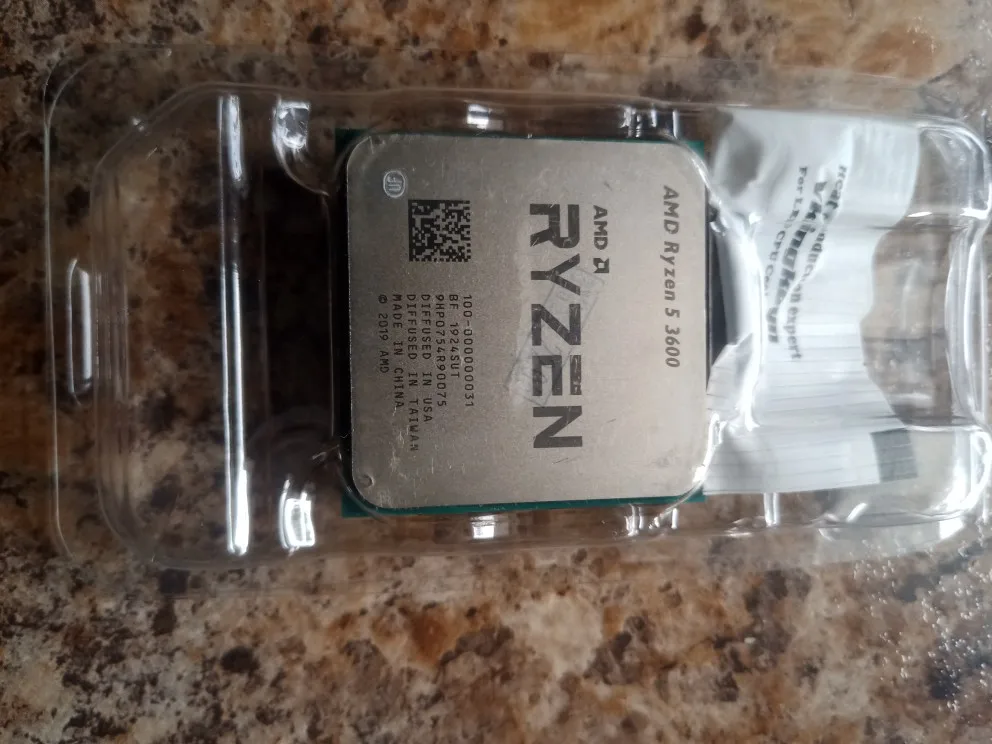 AMD Ryzen 5 3600
AMD
RYZEN
100-000000031
BF 1924SUT
9HP0754R90075
DIFFUSED IN USA
DIFFUSED IN TAIWAN
MADE IN CHINA
© 2019 AMD